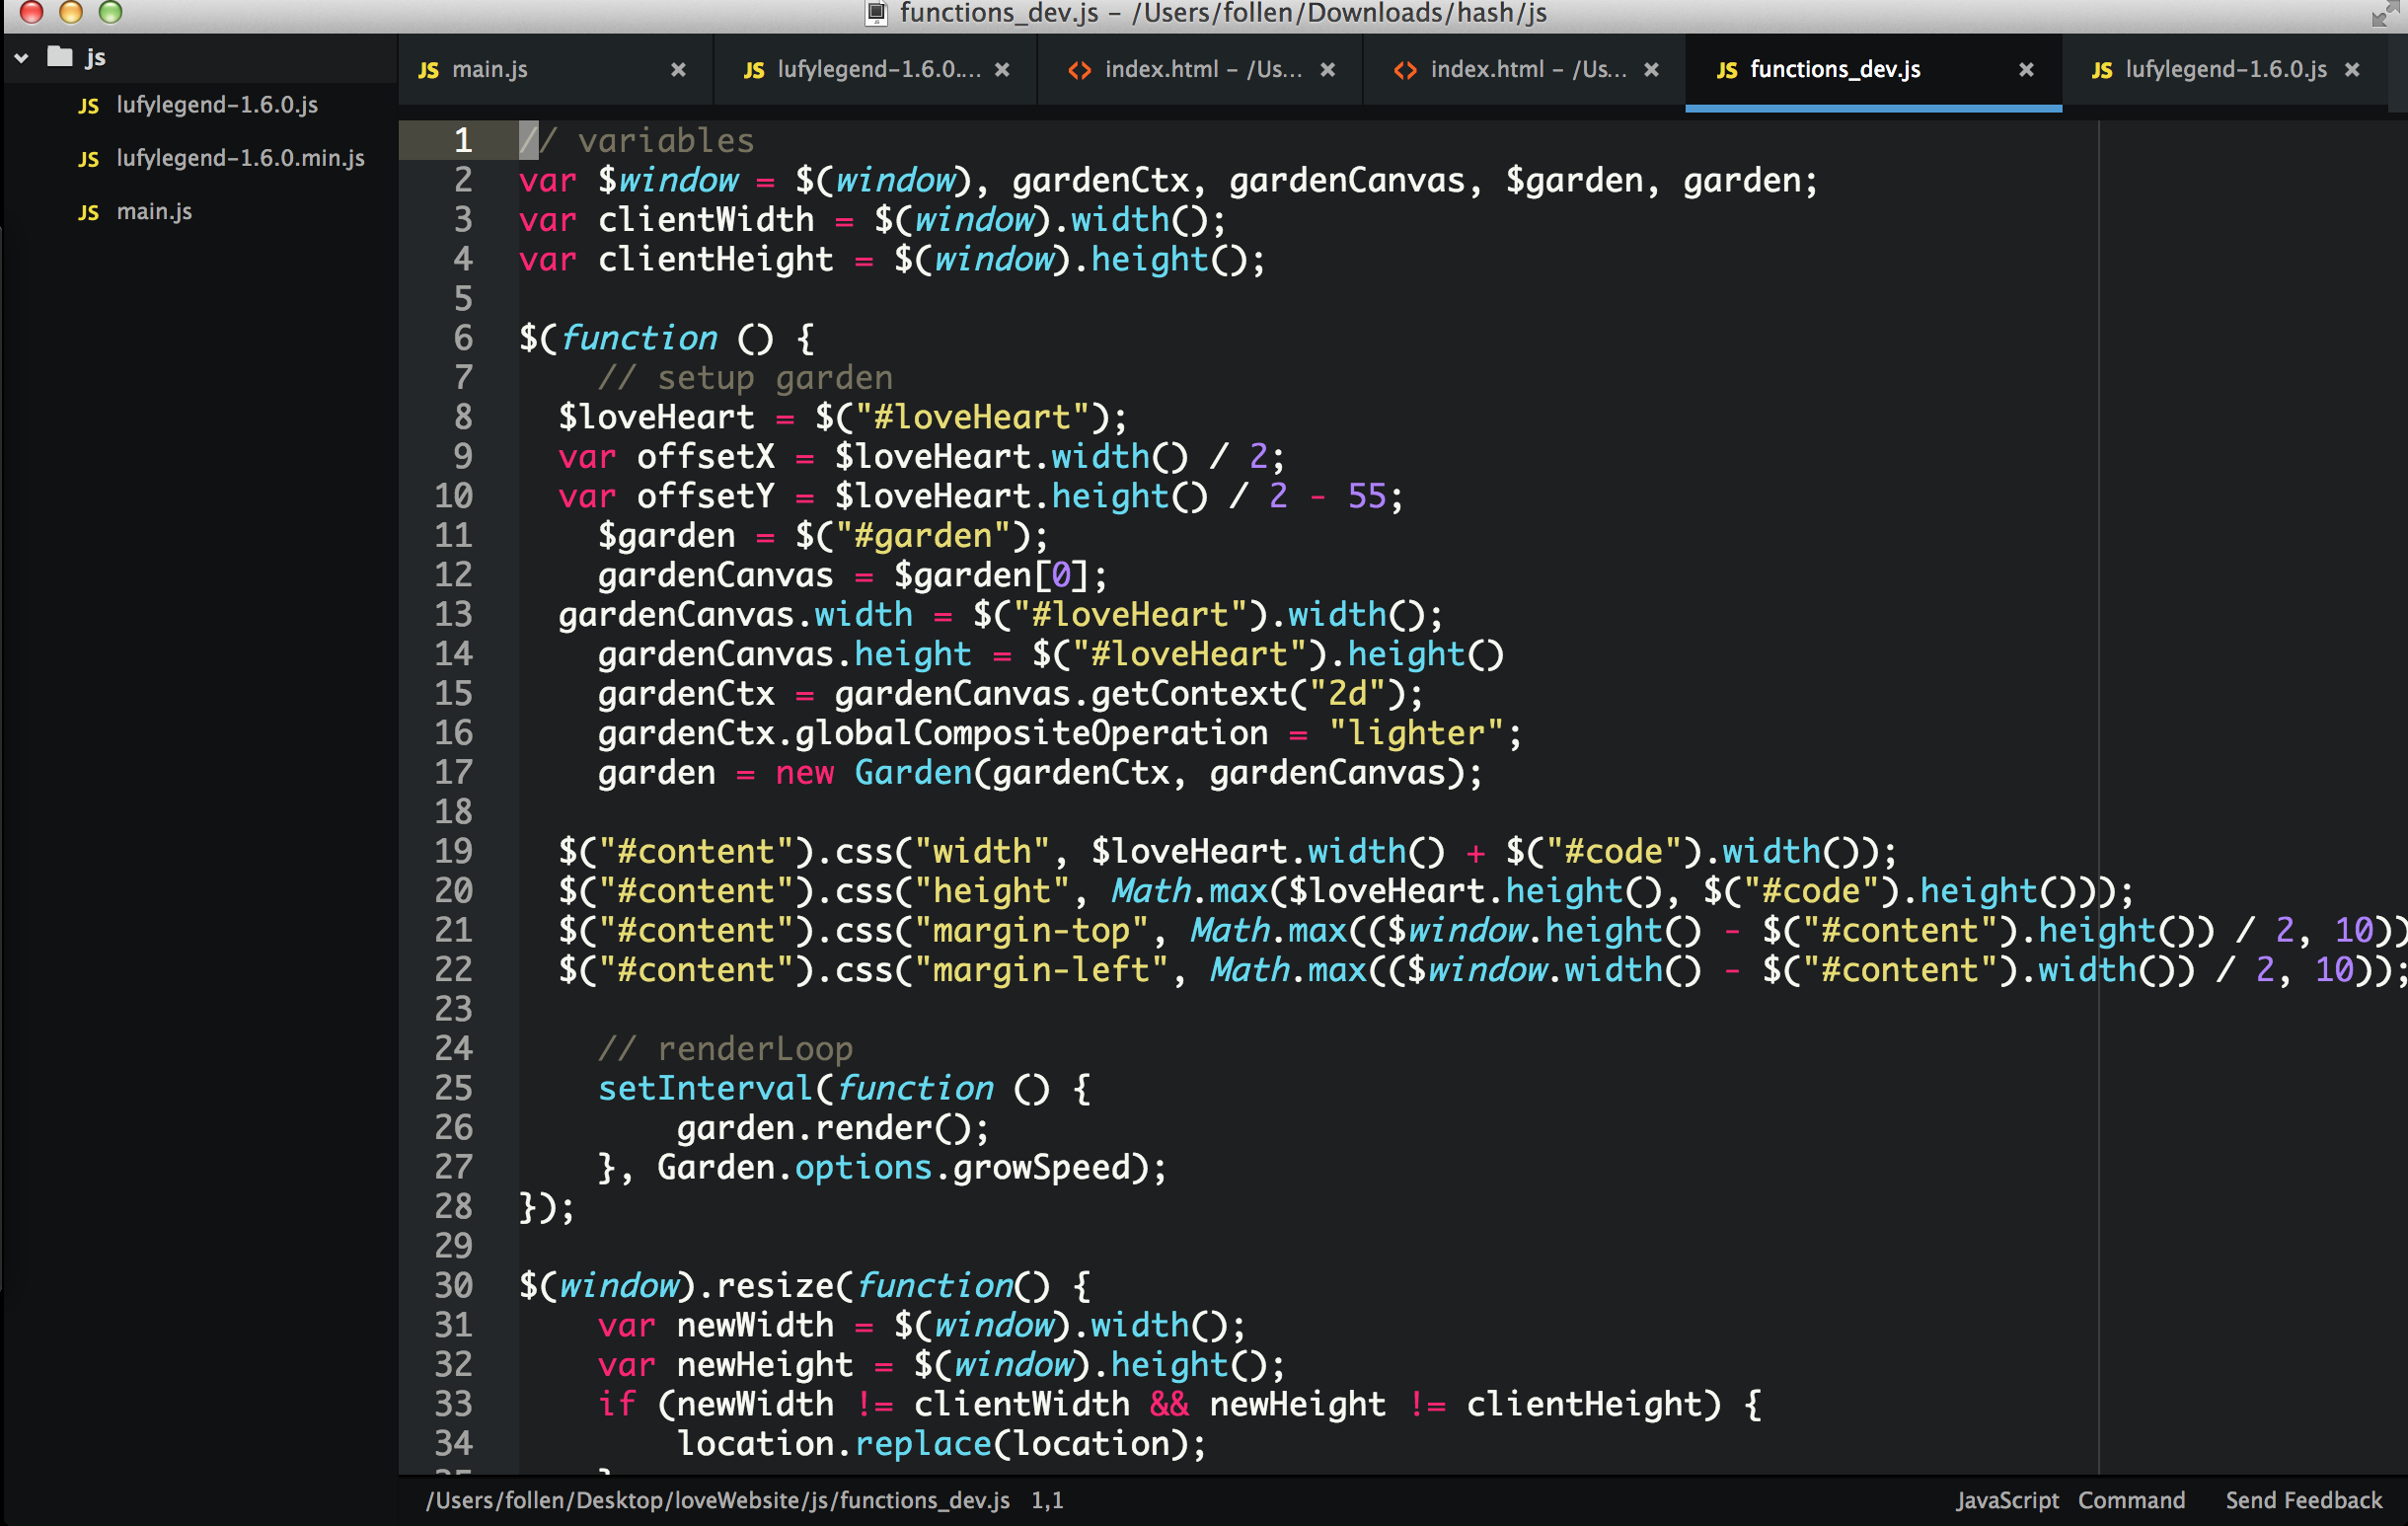 functions_dev.js - /Users/follen/Downloads/hash/js
js
JS lufylegend-1.6.0.js
JS lufylegend-1.6.0.min.js
JS main.js
JS main.js ×
JS lufylegend-1.6.0.... ×
<> index.html - /Us... ×
<> index.html - /Us... ×
JS functions_dev.js ×
JS lufylegend-1.6.0.js ×
1 // variables
2 var $window = $(window), gardenCtx, gardenCanvas, $garden, garden;
3 var clientWidth = $(window).width();
4 var clientHeight = $(window).height();
5
6 $(function () {
7     // setup garden
8   $loveHeart = $("#loveHeart");
9   var offsetX = $loveHeart.width() / 2;
10   var offsetY = $loveHeart.height() / 2 - 55;
11     $garden = $("#garden");
12     gardenCanvas = $garden[0];
13   gardenCanvas.width = $("#loveHeart").width();
14     gardenCanvas.height = $("#loveHeart").height()
15     gardenCtx = gardenCanvas.getContext("2d");
16     gardenCtx.globalCompositeOperation = "lighter";
17     garden = new Garden(gardenCtx, gardenCanvas);
18
19   $("#content").css("width", $loveHeart.width() + $("#code").width());
20   $("#content").css("height", Math.max($loveHeart.height(), $("#code").height()));
21   $("#content").css("margin-top", Math.max(($window.height() - $("#content").height()) / 2, 10))
22   $("#content").css("margin-left", Math.max(($window.width() - $("#content").width()) / 2, 10));
23
24     // renderLoop
25     setInterval(function () {
26         garden.render();
27     }, Garden.options.growSpeed);
28 });
29
30 $(window).resize(function() {
31     var newWidth = $(window).width();
32     var newHeight = $(window).height();
33     if (newWidth != clientWidth && newHeight != clientHeight) {
34         location.replace(location);
/Users/follen/Desktop/loveWebsite/js/functions_dev.js 1,1
JavaScript Command Send Feedback